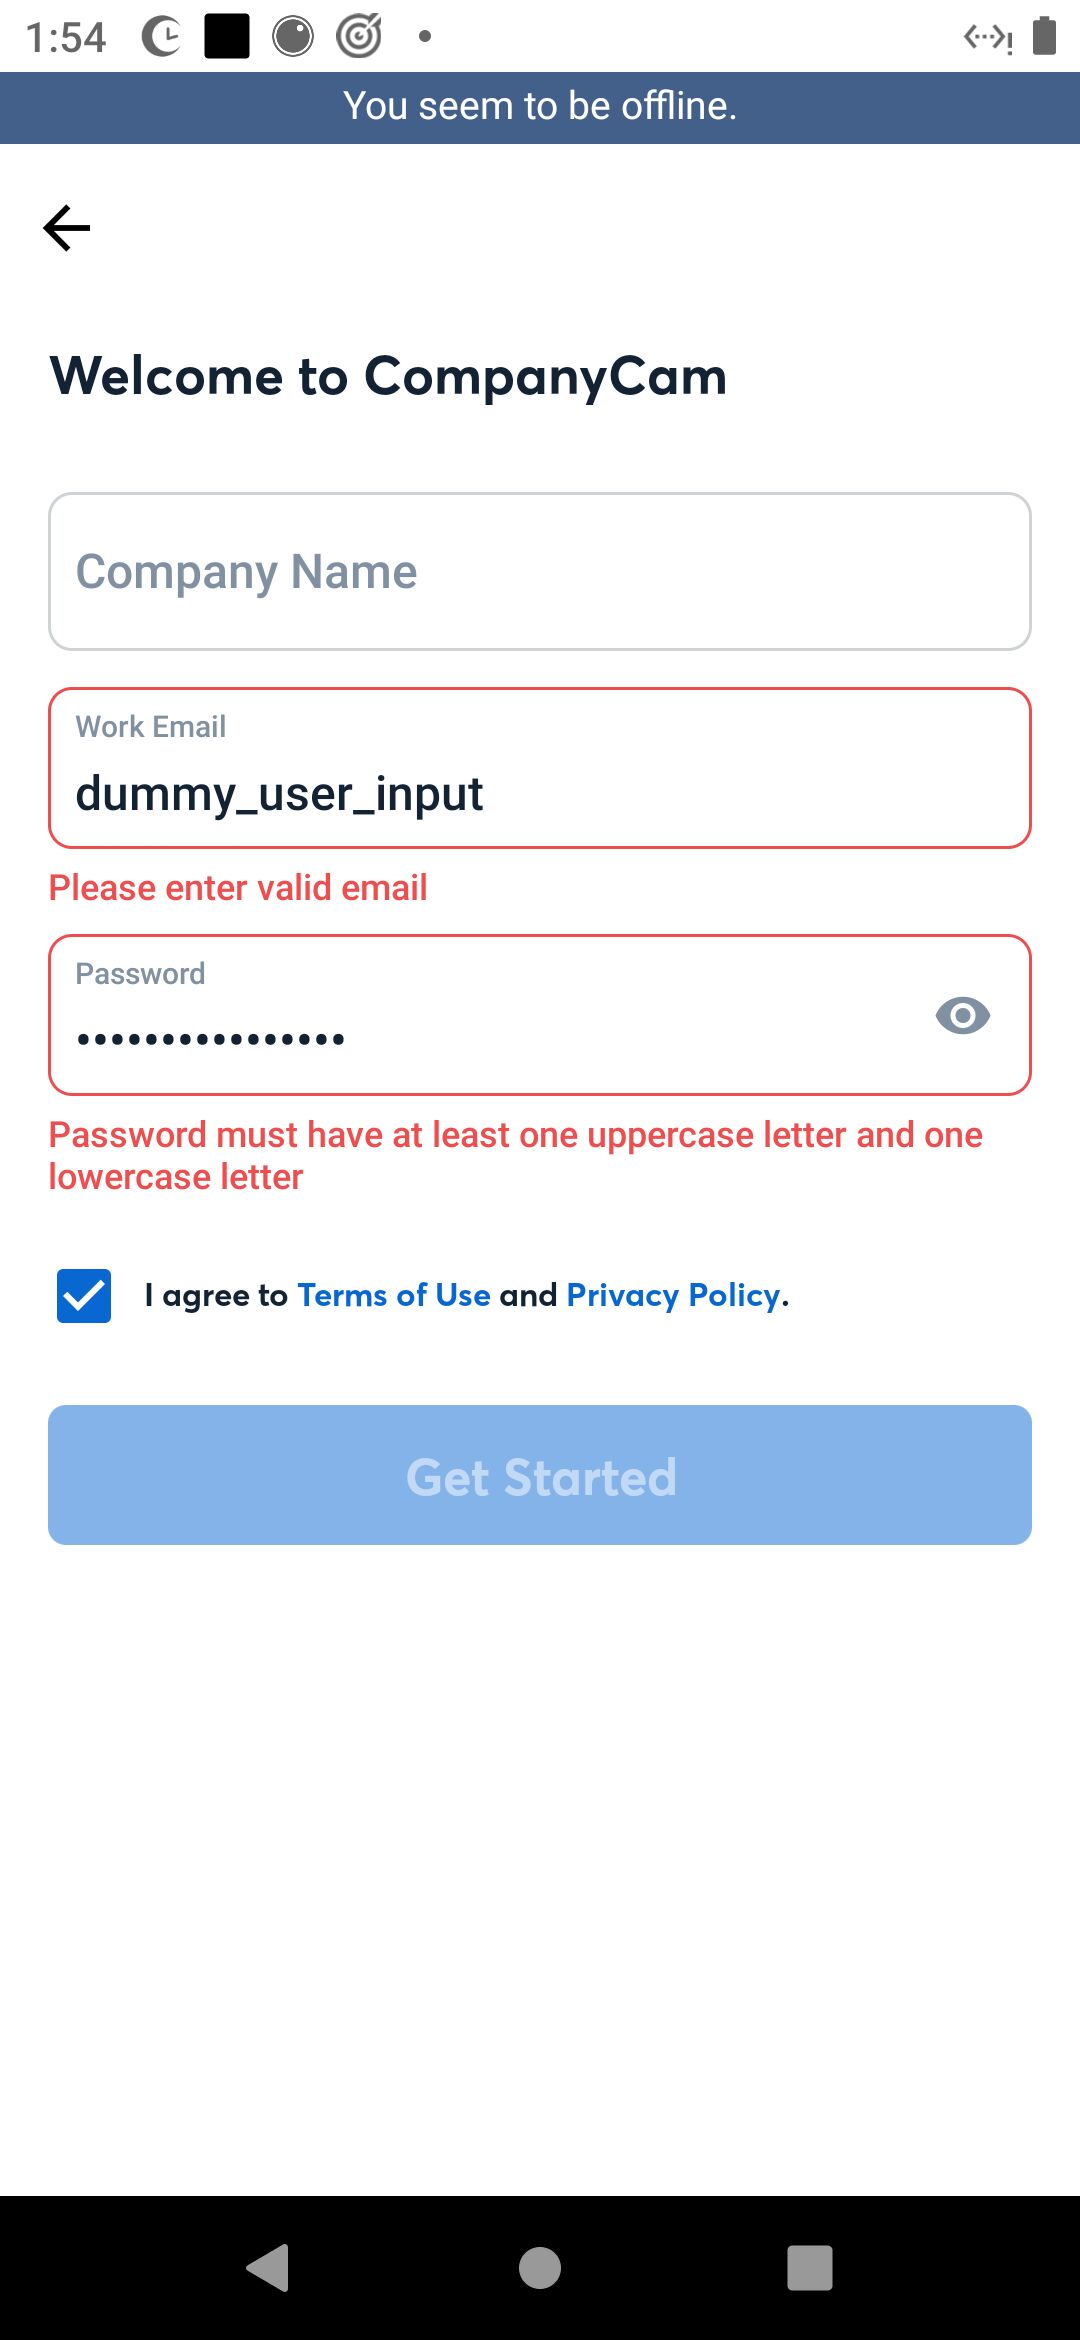 1:54
You seem to be offline.
Welcome to CompanyCam
Company Name
Work Email
dummy_user_input
Please enter valid email
Password
••••••••••••••••
Password must have at least one uppercase letter and one
lowercase letter
I agree to Terms of Use and Privacy Policy.
Get Started